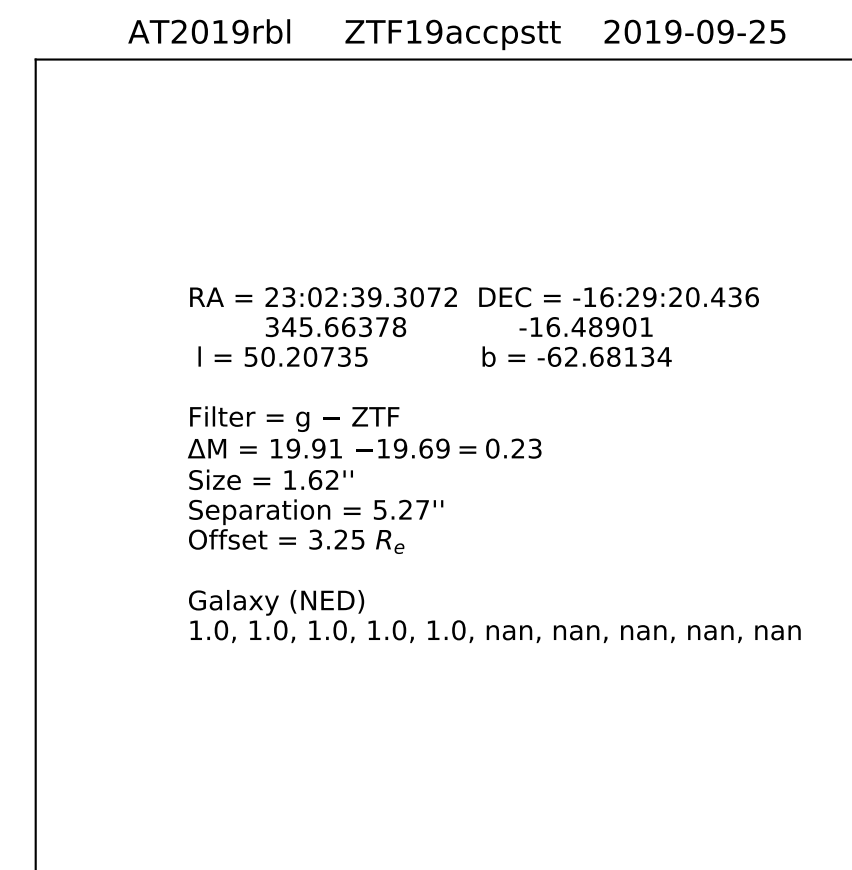 AT2019rbl ZTF19accpstt 2019-09-25
RA = 23:02:39.3072 DEC = -16:29:20.436
345.66378 -16.48901
l = 50.20735 b = -62.68134
Filter = g − ZTF
ΔM = 19.91 −19.69 = 0.23
Size = 1.62''
Separation = 5.27''
Offset = 3.25 Re
Galaxy (NED)
1.0, 1.0, 1.0, 1.0, 1.0, nan, nan, nan, nan, nan